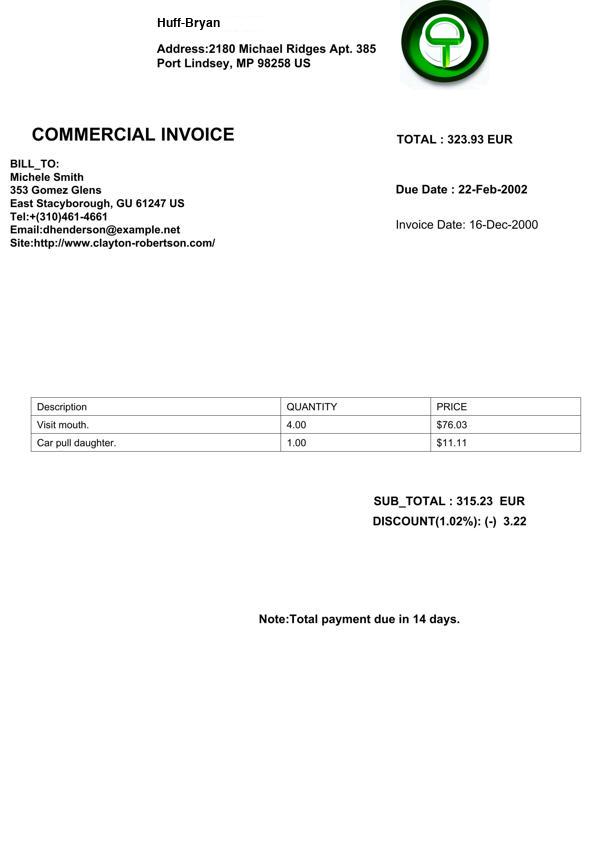 Huff-Bryan
Address:2180 Michael Ridges Apt. 385
Port Lindsey, MP 98258 US
COMMERCIAL INVOICE
TOTAL : 323.93 EUR
BILL_TO:
Michele Smith
353 Gomez Glens
East Stacyborough, GU 61247 US
Tel:+(310)461-4661
Email:dhenderson@example.net
Site:http://www.clayton-robertson.com/
Due Date : 22-Feb-2002
Invoice Date: 16-Dec-2000
Description QUANTITY PRICE
Visit mouth. 4.00 $76.03
Car pull daughter. 1.00 $11.11
SUB_TOTAL : 315.23 EUR
DISCOUNT(1.02%): (-) 3.22
Note:Total payment due in 14 days.